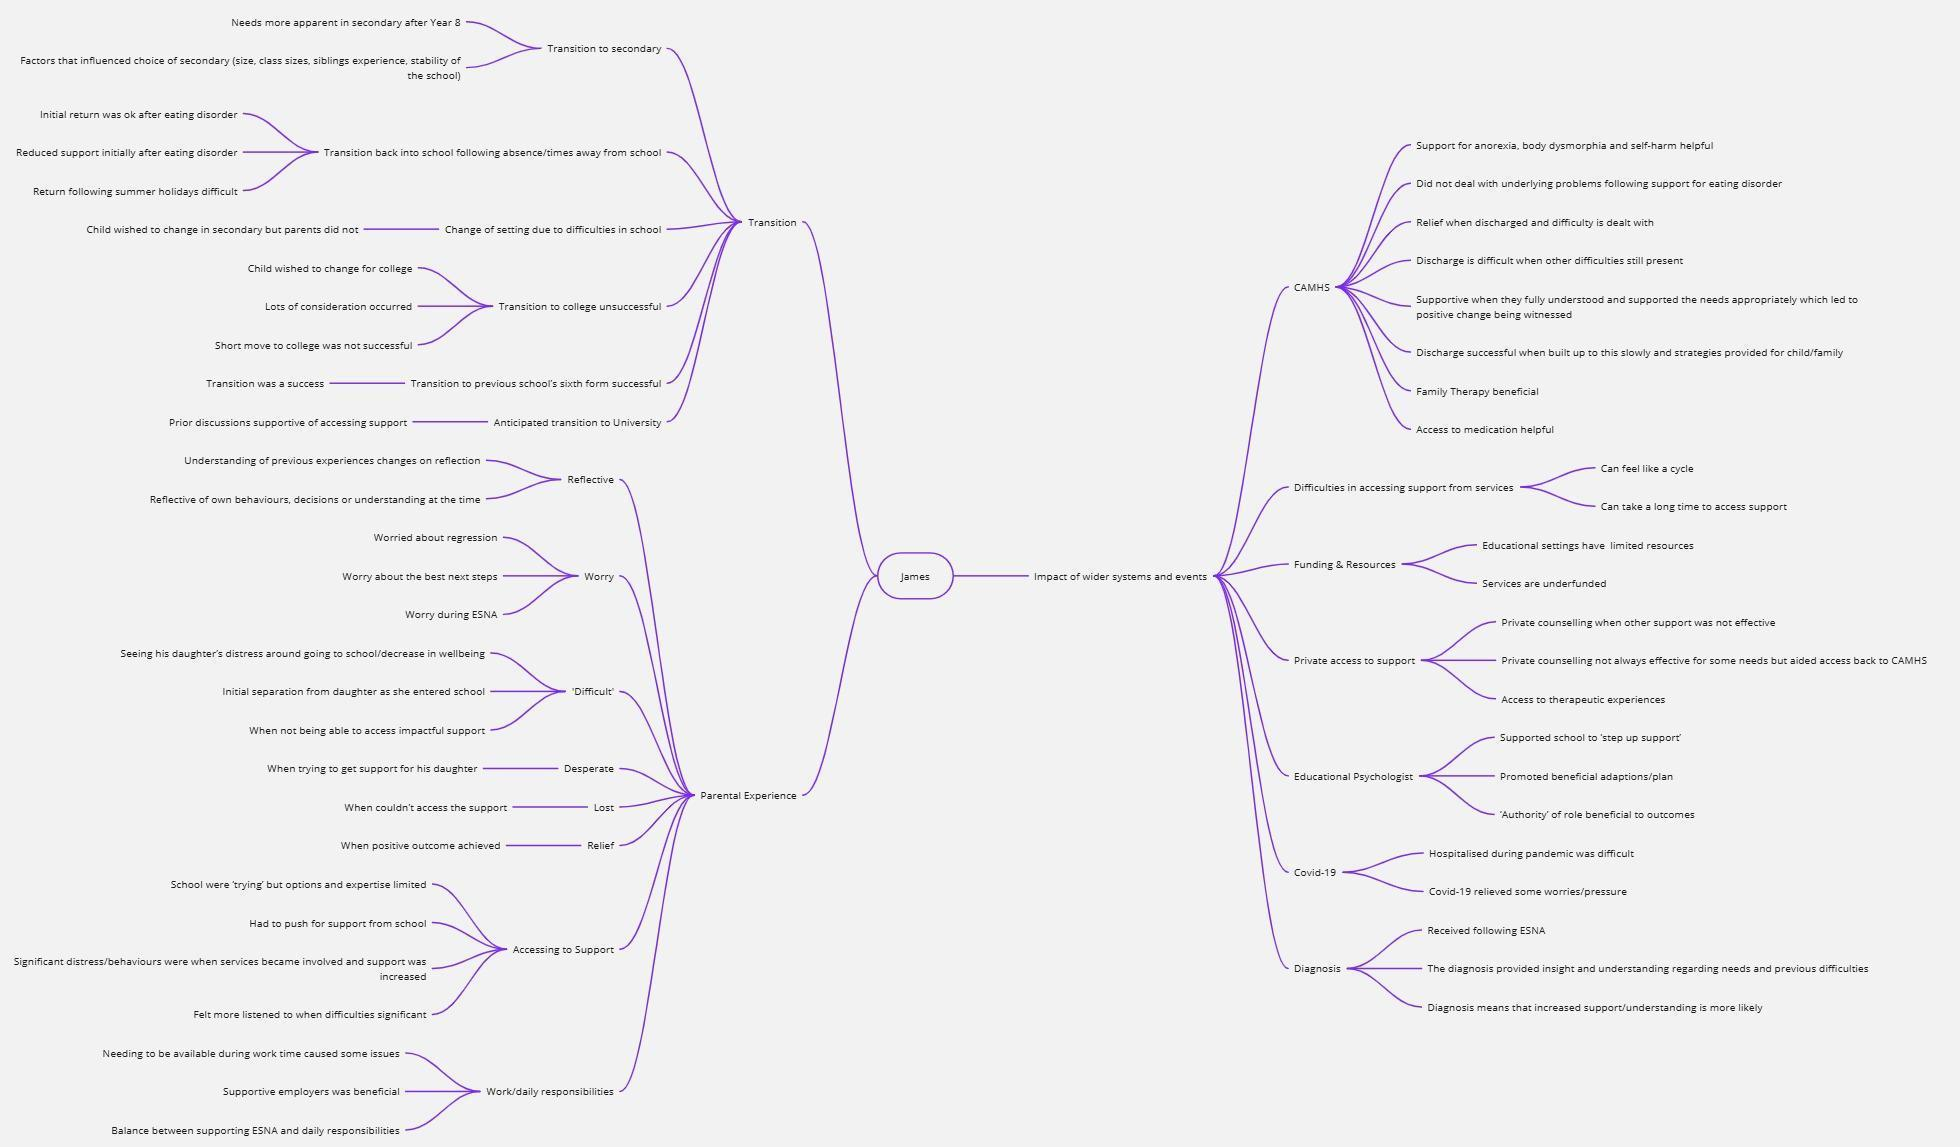 Needs more apparent in secondary after Year 8
Factors that influenced choice of secondary (size, class sizes, siblings experience, stability of
the school)
Transition to secondary
Initial return was ok after eating disorder
Reduced support initially after eating disorder
Return following summer holidays difficult
Transition back into school following absence/times away from school
Child wished to change in secondary but parents did not
Change of setting due to difficulties in school
Child wished to change for college
Lots of consideration occurred
Short move to college was not successful
Transition to college unsuccessful
Transition was a success
Transition to previous school's sixth form successful
Prior discussions supportive of accessing support
Anticipated transition to University
Transition
Understanding of previous experiences changes on reflection
Reflective of own behaviours, decisions or understanding at the time
Reflective
Worried about regression
Worry about the best next steps
Worry during ESNA
Worry
Seeing his daughter's distress around going to school/decrease in wellbeing
Initial separation from daughter as she entered school
When not being able to access impactful support
'Difficult'
When trying to get support for his daughter
Desperate
When couldn't access the support
Lost
When positive outcome achieved
Relief
School were 'trying' but options and expertise limited
Had to push for support from school
Significant distress/behaviours were when services became involved and support was
increased
Felt more listened to when difficulties significant
Accessing to Support
Needing to be available during work time caused some issues
Supportive employers was beneficial
Balance between supporting ESNA and daily responsibilities
Work/daily responsibilities
Parental Experience
James
Impact of wider systems and events
CAMHS
Support for anorexia, body dysmorphia and self-harm helpful
Did not deal with underlying problems following support for eating disorder
Relief when discharged and difficulty is dealt with
Discharge is difficult when other difficulties still present
Supportive when they fully understood and supported the needs appropriately which led to
positive change being witnessed
Discharge successful when built up to this slowly and strategies provided for child/family
Family Therapy beneficial
Access to medication helpful
Difficulties in accessing support from services
Can feel like a cycle
Can take a long time to access support
Funding & Resources
Educational settings have limited resources
Services are underfunded
Private access to support
Private counselling when other support was not effective
Private counselling not always effective for some needs but aided access back to CAMHS
Access to therapeutic experiences
Educational Psychologist
Supported school to 'step up support'
Promoted beneficial adaptions/plan
'Authority' of role beneficial to outcomes
Covid-19
Hospitalised during pandemic was difficult
Covid-19 relieved some worries/pressure
Diagnosis
Received following ESNA
The diagnosis provided insight and understanding regarding needs and previous difficulties
Diagnosis means that increased support/understanding is more likely